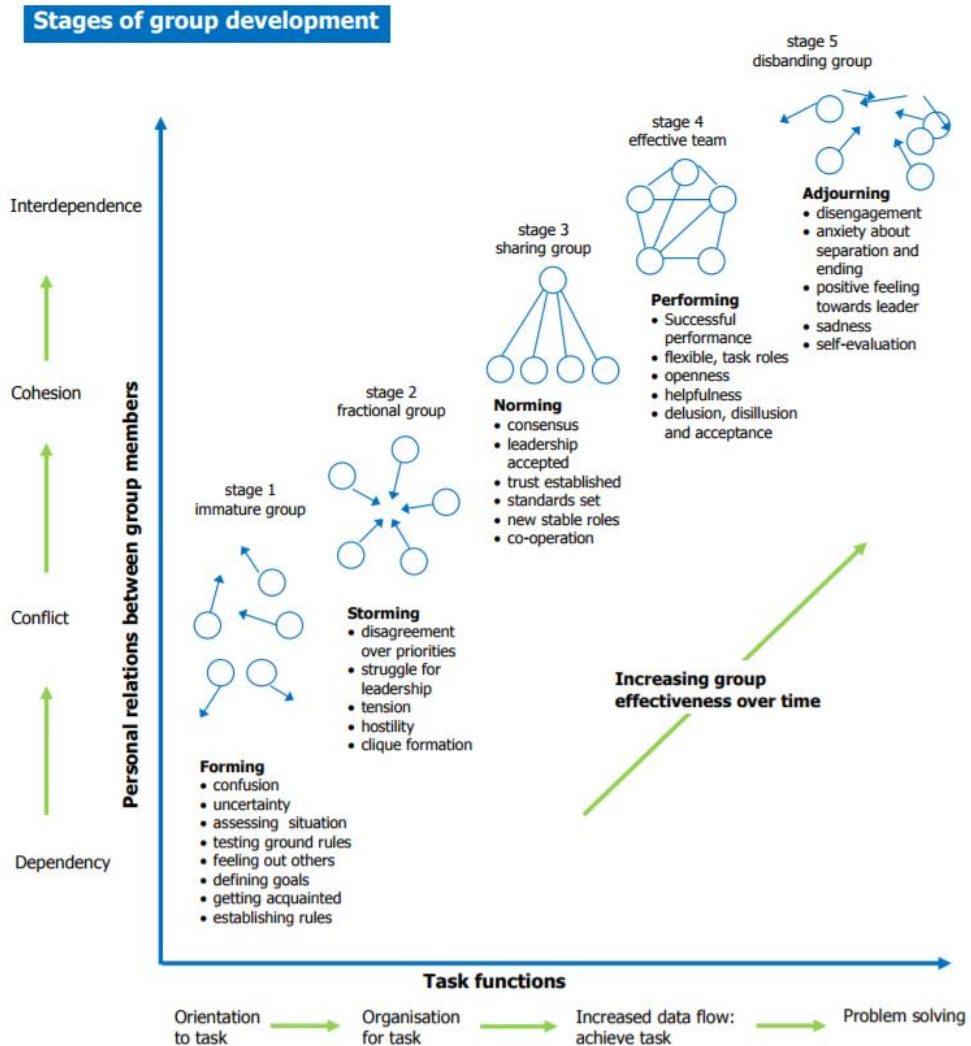 Stages of group development
stage 5
disbanding group
Adjourning
• disengagement
• anxiety about
separation and
ending
• positive feeling
towards leader
• sadness
• self-evaluation
stage 4
effective team
Performing
• Successful
performance
• flexible, task roles
• openness
• helpfulness
• delusion, disillusion
and acceptance
stage 3
sharing group
Norming
• consensus
• leadership
accepted
• trust established
• standards set
• new stable roles
• co-operation
stage 2
fractional group
Storming
• disagreement
over priorities
• struggle for
leadership
• tension
• hostility
• clique formation
stage 1
immature group
Forming
• confusion
• uncertainty
• assessing situation
• testing ground rules
• feeling out others
• defining goals
• getting acquainted
• establishing rules
Interdependence
Cohesion
Conflict
Dependency
Personal relations between group members
Increasing group
effectiveness over time
Task functions
Orientation
to task
Organisation
for task
Increased data flow:
achieve task
Problem solving